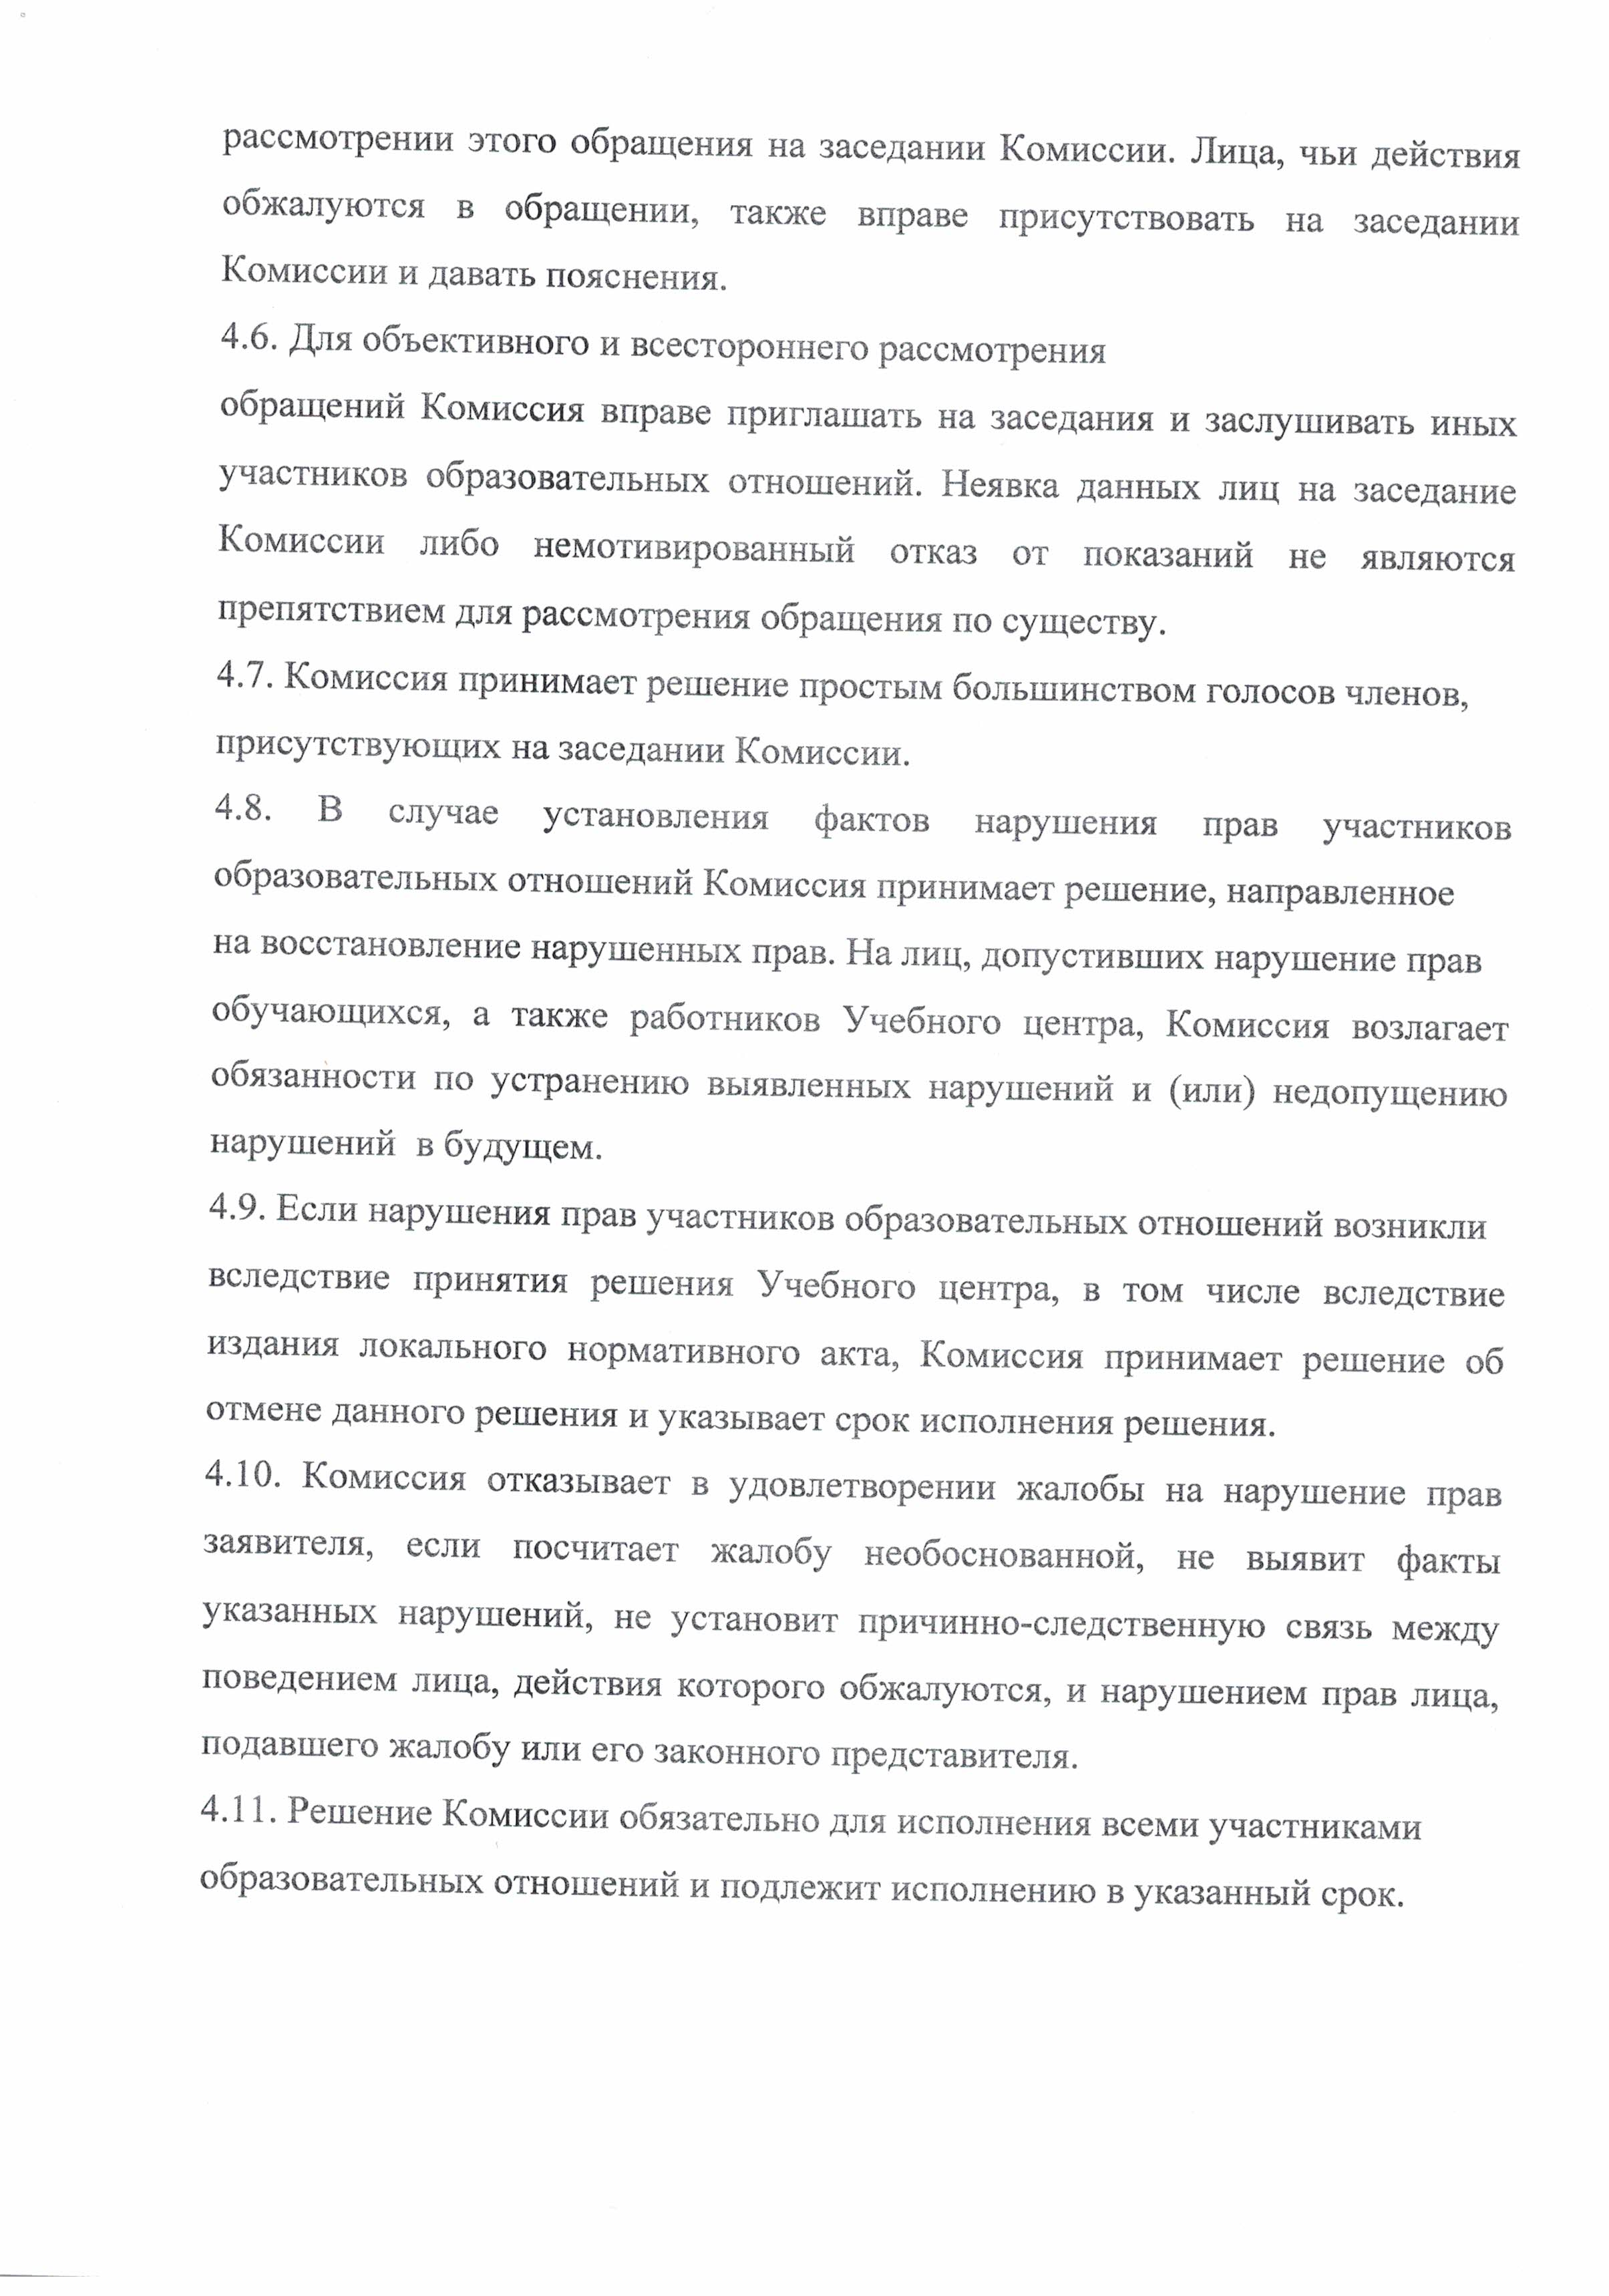 рассмотрении этого обращения на заседании Комиссии. Лица, чьи действия
обжалуются в обращении, также вправе присутствовать на заседании
Комиссии и давать пояснения.
4.6. Для объективного и всестороннего рассмотрения
обращений Комиссия вправе приглашать на заседания и заслушивать иных
участников образовательных отношений. Неявка данных лиц на заседание
Комиссии либо немотивированный отказ от показаний не являются
препятствием для рассмотрения обращения по существу.
4.7. Комиссия принимает решение простым большинством голосов членов,
присутствующих на заседании Комиссии.
4.8. В случае установления фактов нарушения прав участников
образовательных отношений Комиссия принимает решение, направленное
на восстановление нарушенных прав. На лиц, допустивших нарушение прав
обучающихся, а также работников Учебного центра, Комиссия возлагает
обязанности по устранению выявленных нарушений и (или) недопущению
нарушений в будущем.
4.9. Если нарушения прав участников образовательных отношений возникли
вследствие принятия решения Учебного центра, в том числе вследствие
издания локального нормативного акта, Комиссия принимает решение об
отмене данного решения и указывает срок исполнения решения.
4.10. Комиссия отказывает в удовлетворении жалобы на нарушение прав
заявителя, если посчитает жалобу необоснованной, не выявит факты
указанных нарушений, не установит причинно-следственную связь между
поведением лица, действия которого обжалуются, и нарушением прав лица,
подавшего жалобу или его законного представителя.
4.11. Решение Комиссии обязательно для исполнения всеми участниками
образовательных отношений и подлежит исполнению в указанный срок.